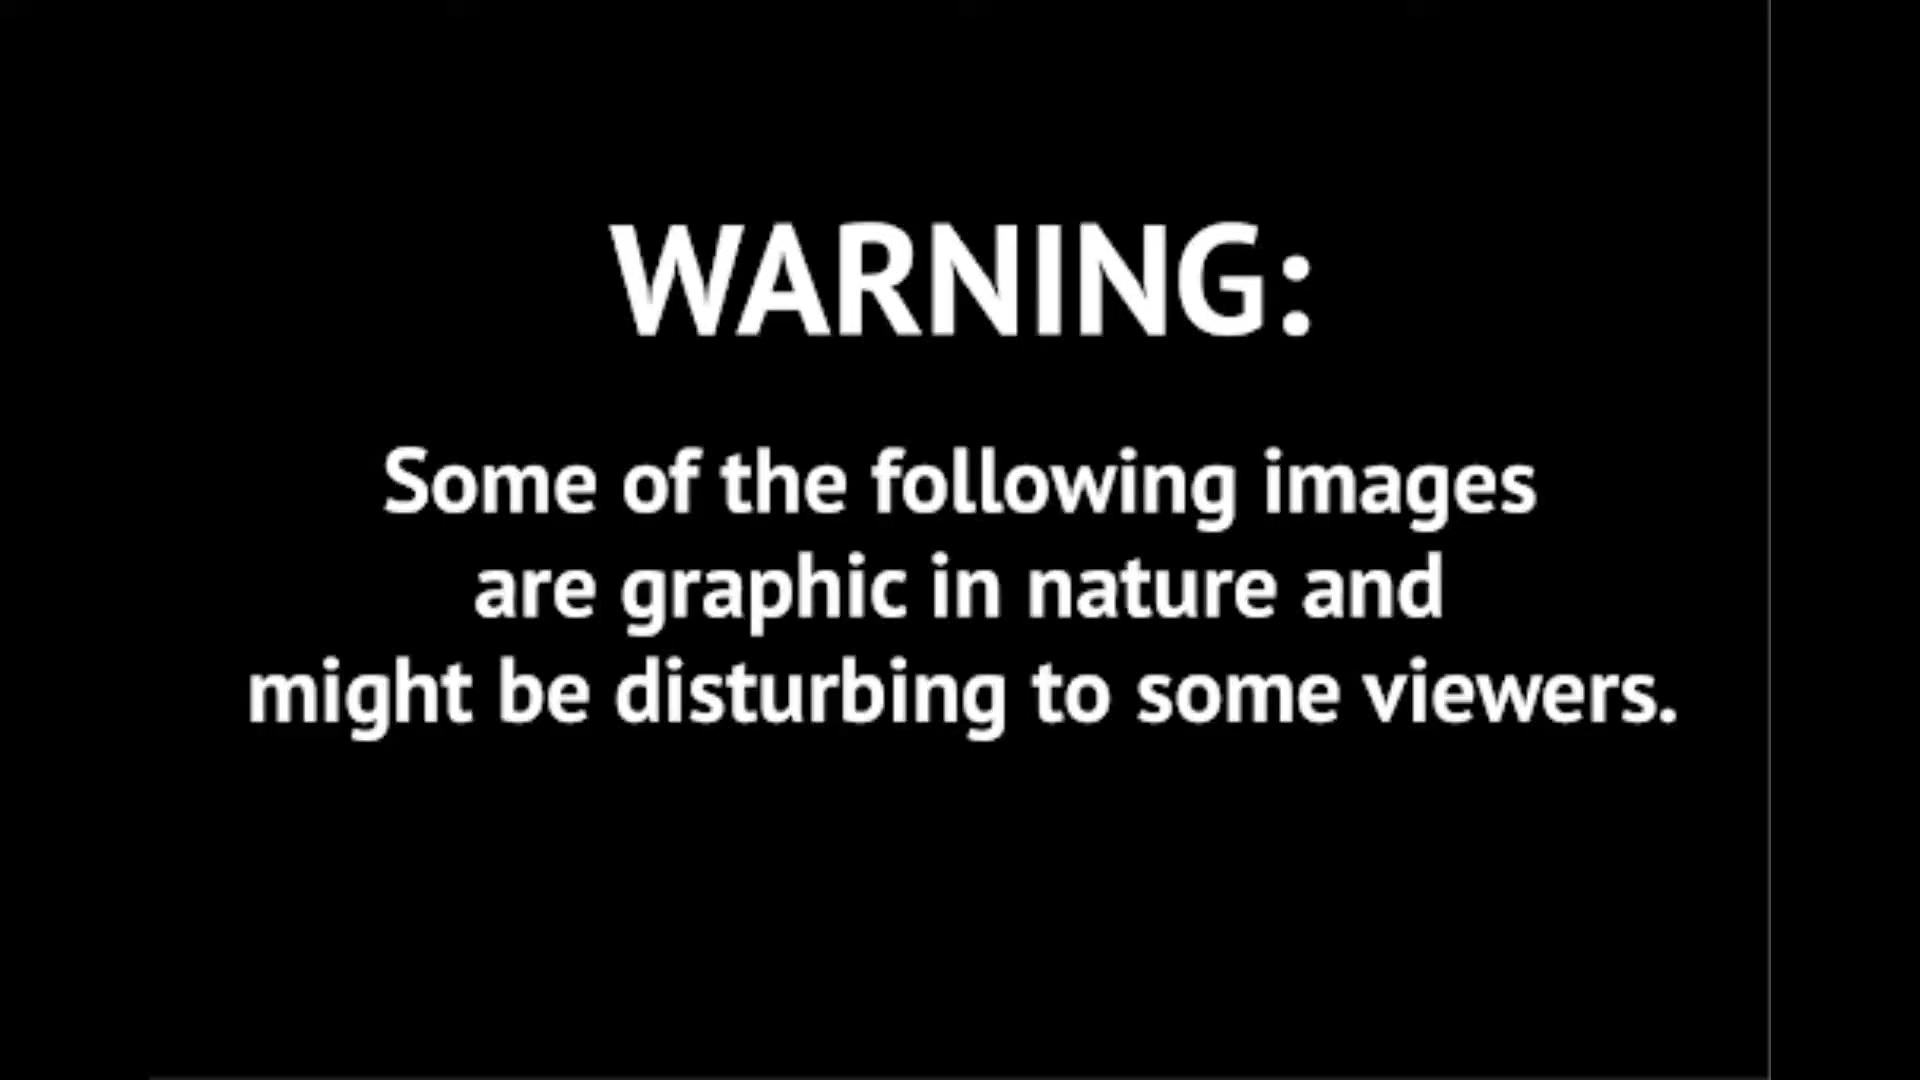 WARNING:
Some of the following images
are graphic in nature and
might be disturbing to some viewers.